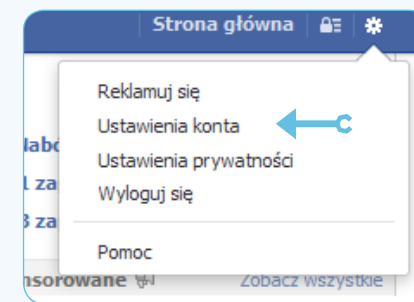 Strona główna
Reklamuj się
Ustawienia konta
Ustawienia prywatności
Wyloguj się
Pomoc
Zobacz wszystkie